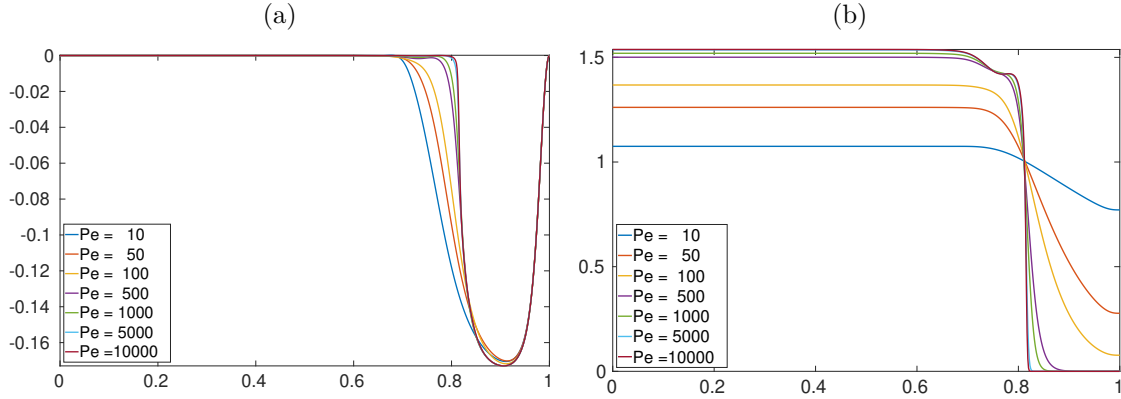 (a)
0
-0.02
-0.04
-0.06
-0.08
-0.1
-0.12
-0.14
-0.16
Pe = 10
Pe = 50
Pe = 100
Pe = 500
Pe = 1000
Pe = 5000
Pe =10000
0 0.2 0.4 0.6 0.8 1
(b)
1.5
1
0.5
0
Pe = 10
Pe = 50
Pe = 100
Pe = 500
Pe = 1000
Pe = 5000
Pe =10000
0 0.2 0.4 0.6 0.8 1